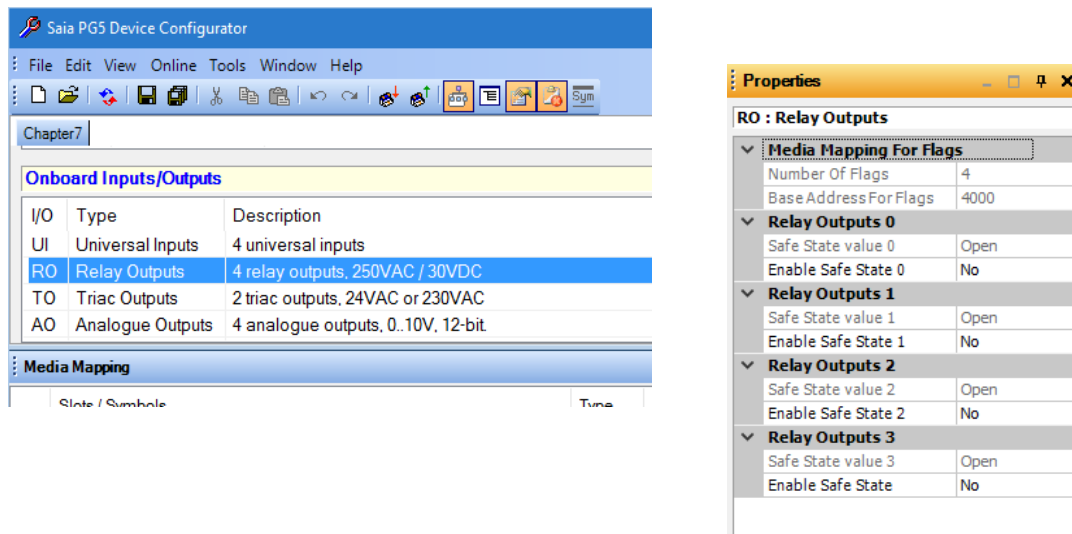 Saia PG5 Device Configurator
File Edit View Online Tools Window Help
Sym
Chapter7
Onboard Inputs/Outputs
I/O Type Description
UI Universal Inputs 4 universal inputs
RO Relay Outputs 4 relay outputs, 250VAC / 30VDC
TO Triac Outputs 2 triac outputs, 24VAC or 230VAC
AO Analogue Outputs 4 analogue outputs, 0..10V, 12-bit.
Media Mapping
Slots / Symbols Type
Properties
RO : Relay Outputs
Media Mapping For Flags
Number Of Flags 4
Base Address For Flags 4000
Relay Outputs 0
Safe State value 0 Open
Enable Safe State 0 No
Relay Outputs 1
Safe State value 1 Open
Enable Safe State 1 No
Relay Outputs 2
Safe State value 2 Open
Enable Safe State 2 No
Relay Outputs 3
Safe State value 3 Open
Enable Safe State No